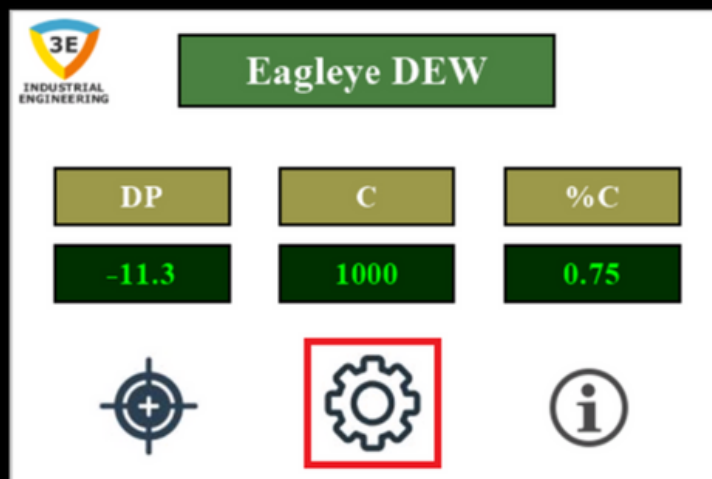 3E
INDUSTRIAL
ENGINEERING
Eagleye DEW
DP C %C
-11.3 1000 0.75
i